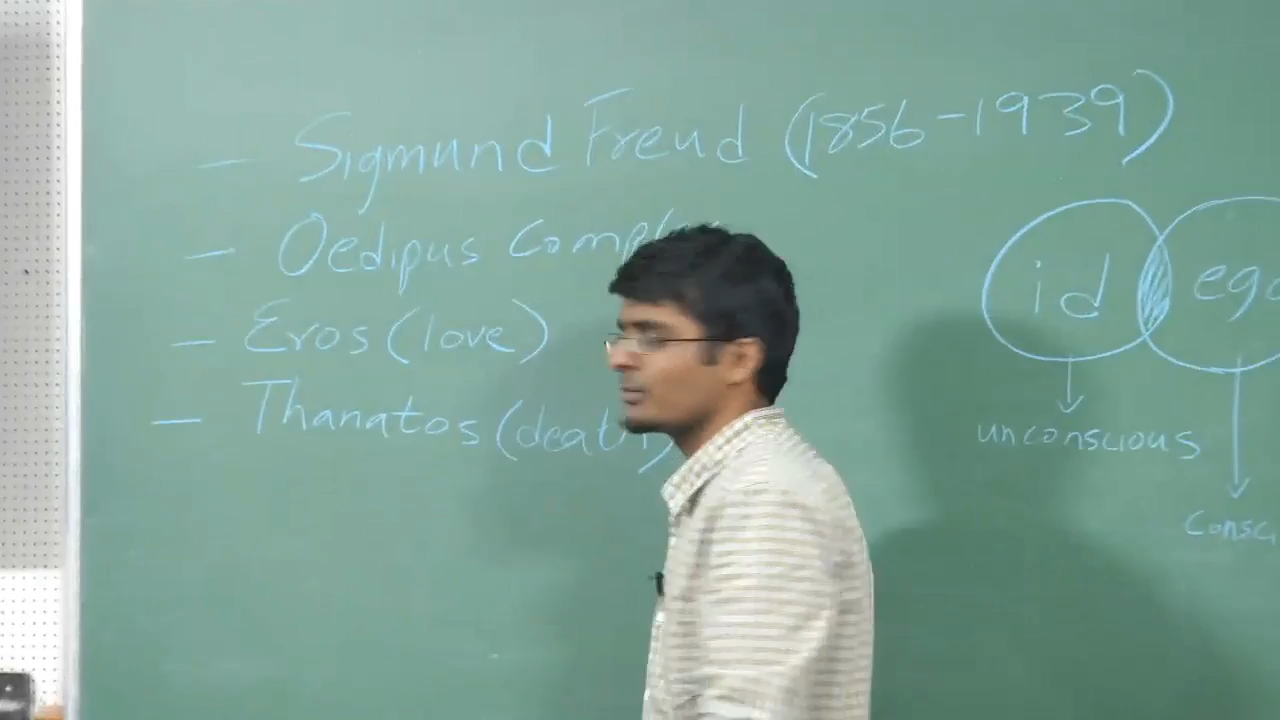 — Sigmund Freud (1856-1939)
— Oedipus
— Eros (love)
— Thanatos
id
unconscious